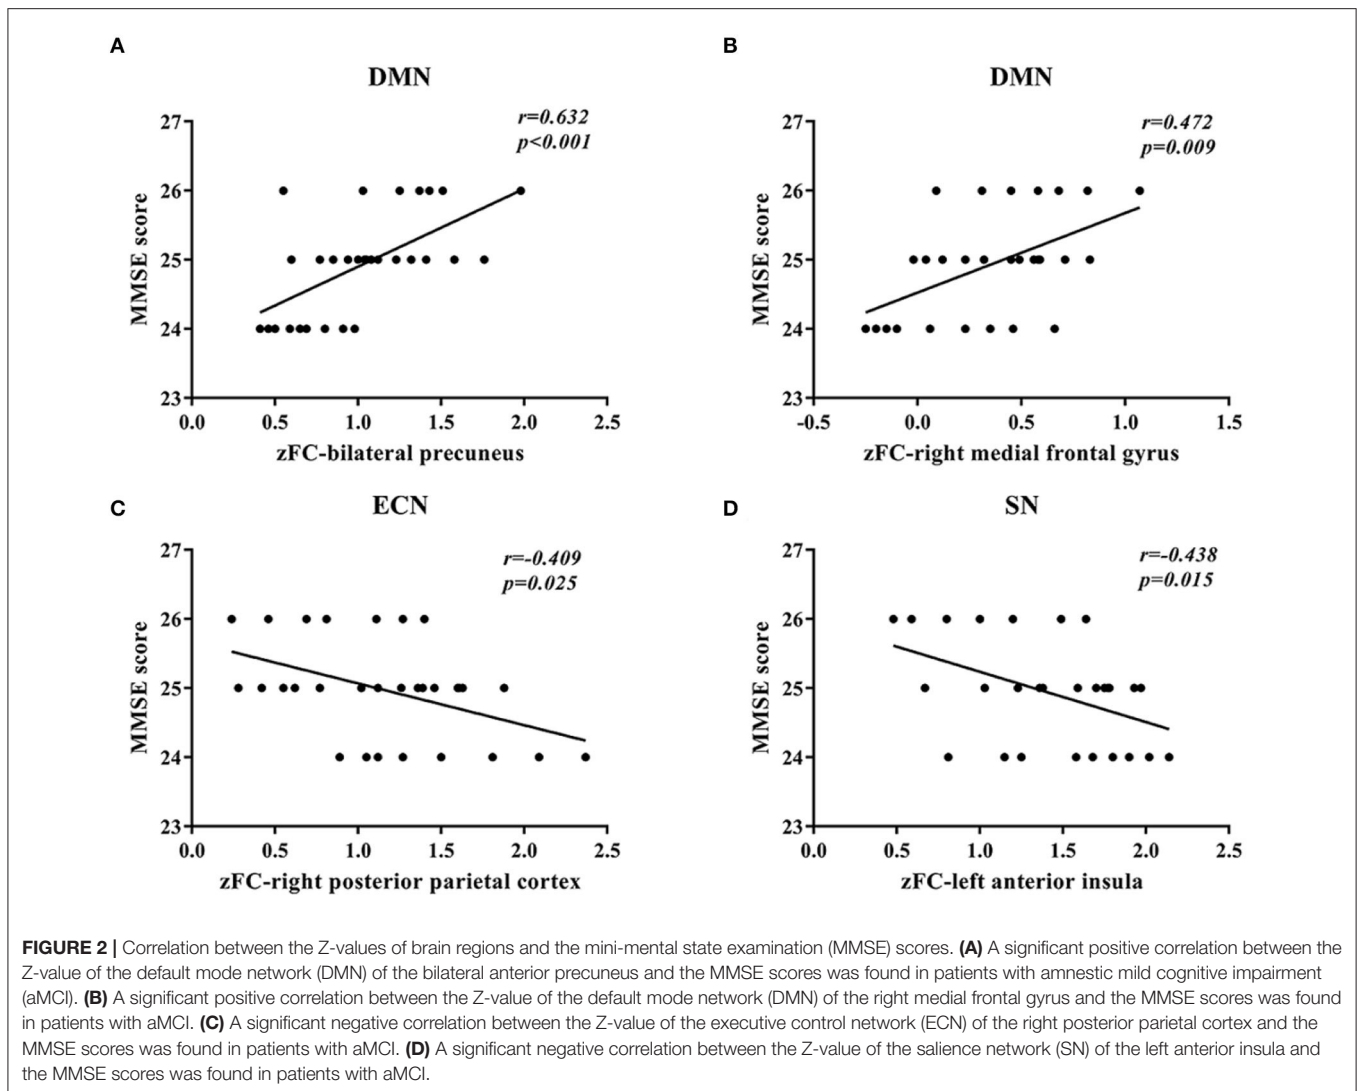 A
DMN
r=0.632
p<0.001
27
26
25
24
23
MMSE score
0.0 0.5 1.0 1.5 2.0 2.5
zFC-bilateral precuneus
B
DMN
r=0.472
p=0.009
27
26
25
24
23
MMSE score
-0.5 0.0 0.5 1.0 1.5
zFC-right medial frontal gyrus
C
ECN
r=-0.409
p=0.025
27
26
25
24
23
MMSE score
0.0 0.5 1.0 1.5 2.0 2.5
zFC-right posterior parietal cortex
D
SN
r=-0.438
p=0.015
27
26
25
24
23
MMSE score
0.0 0.5 1.0 1.5 2.0 2.5
zFC-left anterior insula
FIGURE 2 | Correlation between the Z-values of brain regions and the mini-mental state examination (MMSE) scores. (A) A significant positive correlation between the
Z-value of the default mode network (DMN) of the bilateral anterior precuneus and the MMSE scores was found in patients with amnestic mild cognitive impairment
(aMCI). (B) A significant positive correlation between the Z-value of the default mode network (DMN) of the right medial frontal gyrus and the MMSE scores was found
in patients with aMCI. (C) A significant negative correlation between the Z-value of the executive control network (ECN) of the right posterior parietal cortex and the
MMSE scores was found in patients with aMCI. (D) A significant negative correlation between the Z-value of the salience network (SN) of the left anterior insula and
the MMSE scores was found in patients with aMCI.